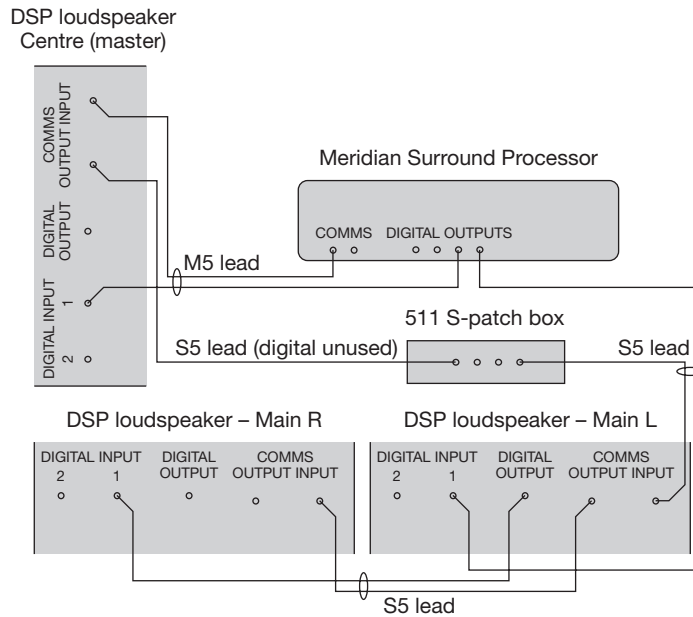 DSP loudspeaker
Centre (master)
COMMS
OUTPUT INPUT
DIGITAL
OUTPUT
DIGITAL INPUT
1
2
Meridian Surround Processor
COMMS DIGITAL OUTPUTS
M5 lead
511 S-patch box
S5 lead (digital unused)
S5 lead
DSP loudspeaker – Main R
DIGITAL INPUT
2 1
DIGITAL
OUTPUT
COMMS
OUTPUT INPUT
DSP loudspeaker – Main L
DIGITAL INPUT
2 1
DIGITAL
OUTPUT
COMMS
OUTPUT INPUT
S5 lead